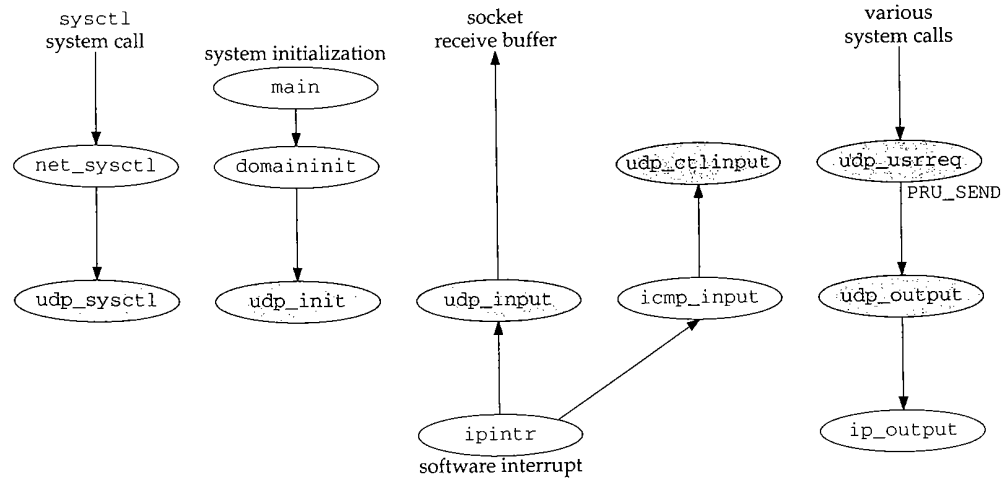 sysctl
system call
system initialization
socket
receive buffer
various
system calls
main
net_sysctl
domaininit
udp_ctlinput
udp_usrreq
PRU_SEND
udp_sysctl
udp_init
udp_input
icmp_input
udp_output
ipintr
software interrupt
ip_output